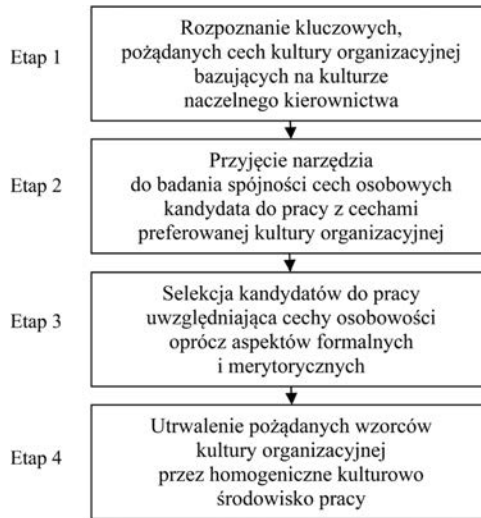 Etap 1
Rozpoznanie kluczowych,
pożądanych cech kultury organizacyjnej
bazujących na kulturze
naczelnego kierownictwa
Etap 2
Przyjęcie narzędzia
do badania spójności cech osobowych
kandydata do pracy z cechami
preferowanej kultury organizacyjnej
Etap 3
Selekcja kandydatów do pracy
uwzględniająca cechy osobowości
oprócz aspektów formalnych
i merytorycznych
Etap 4
Utrwalenie pożądanych wzorców
kultury organizacyjnej
przez homogeniczne kulturowo
środowisko pracy